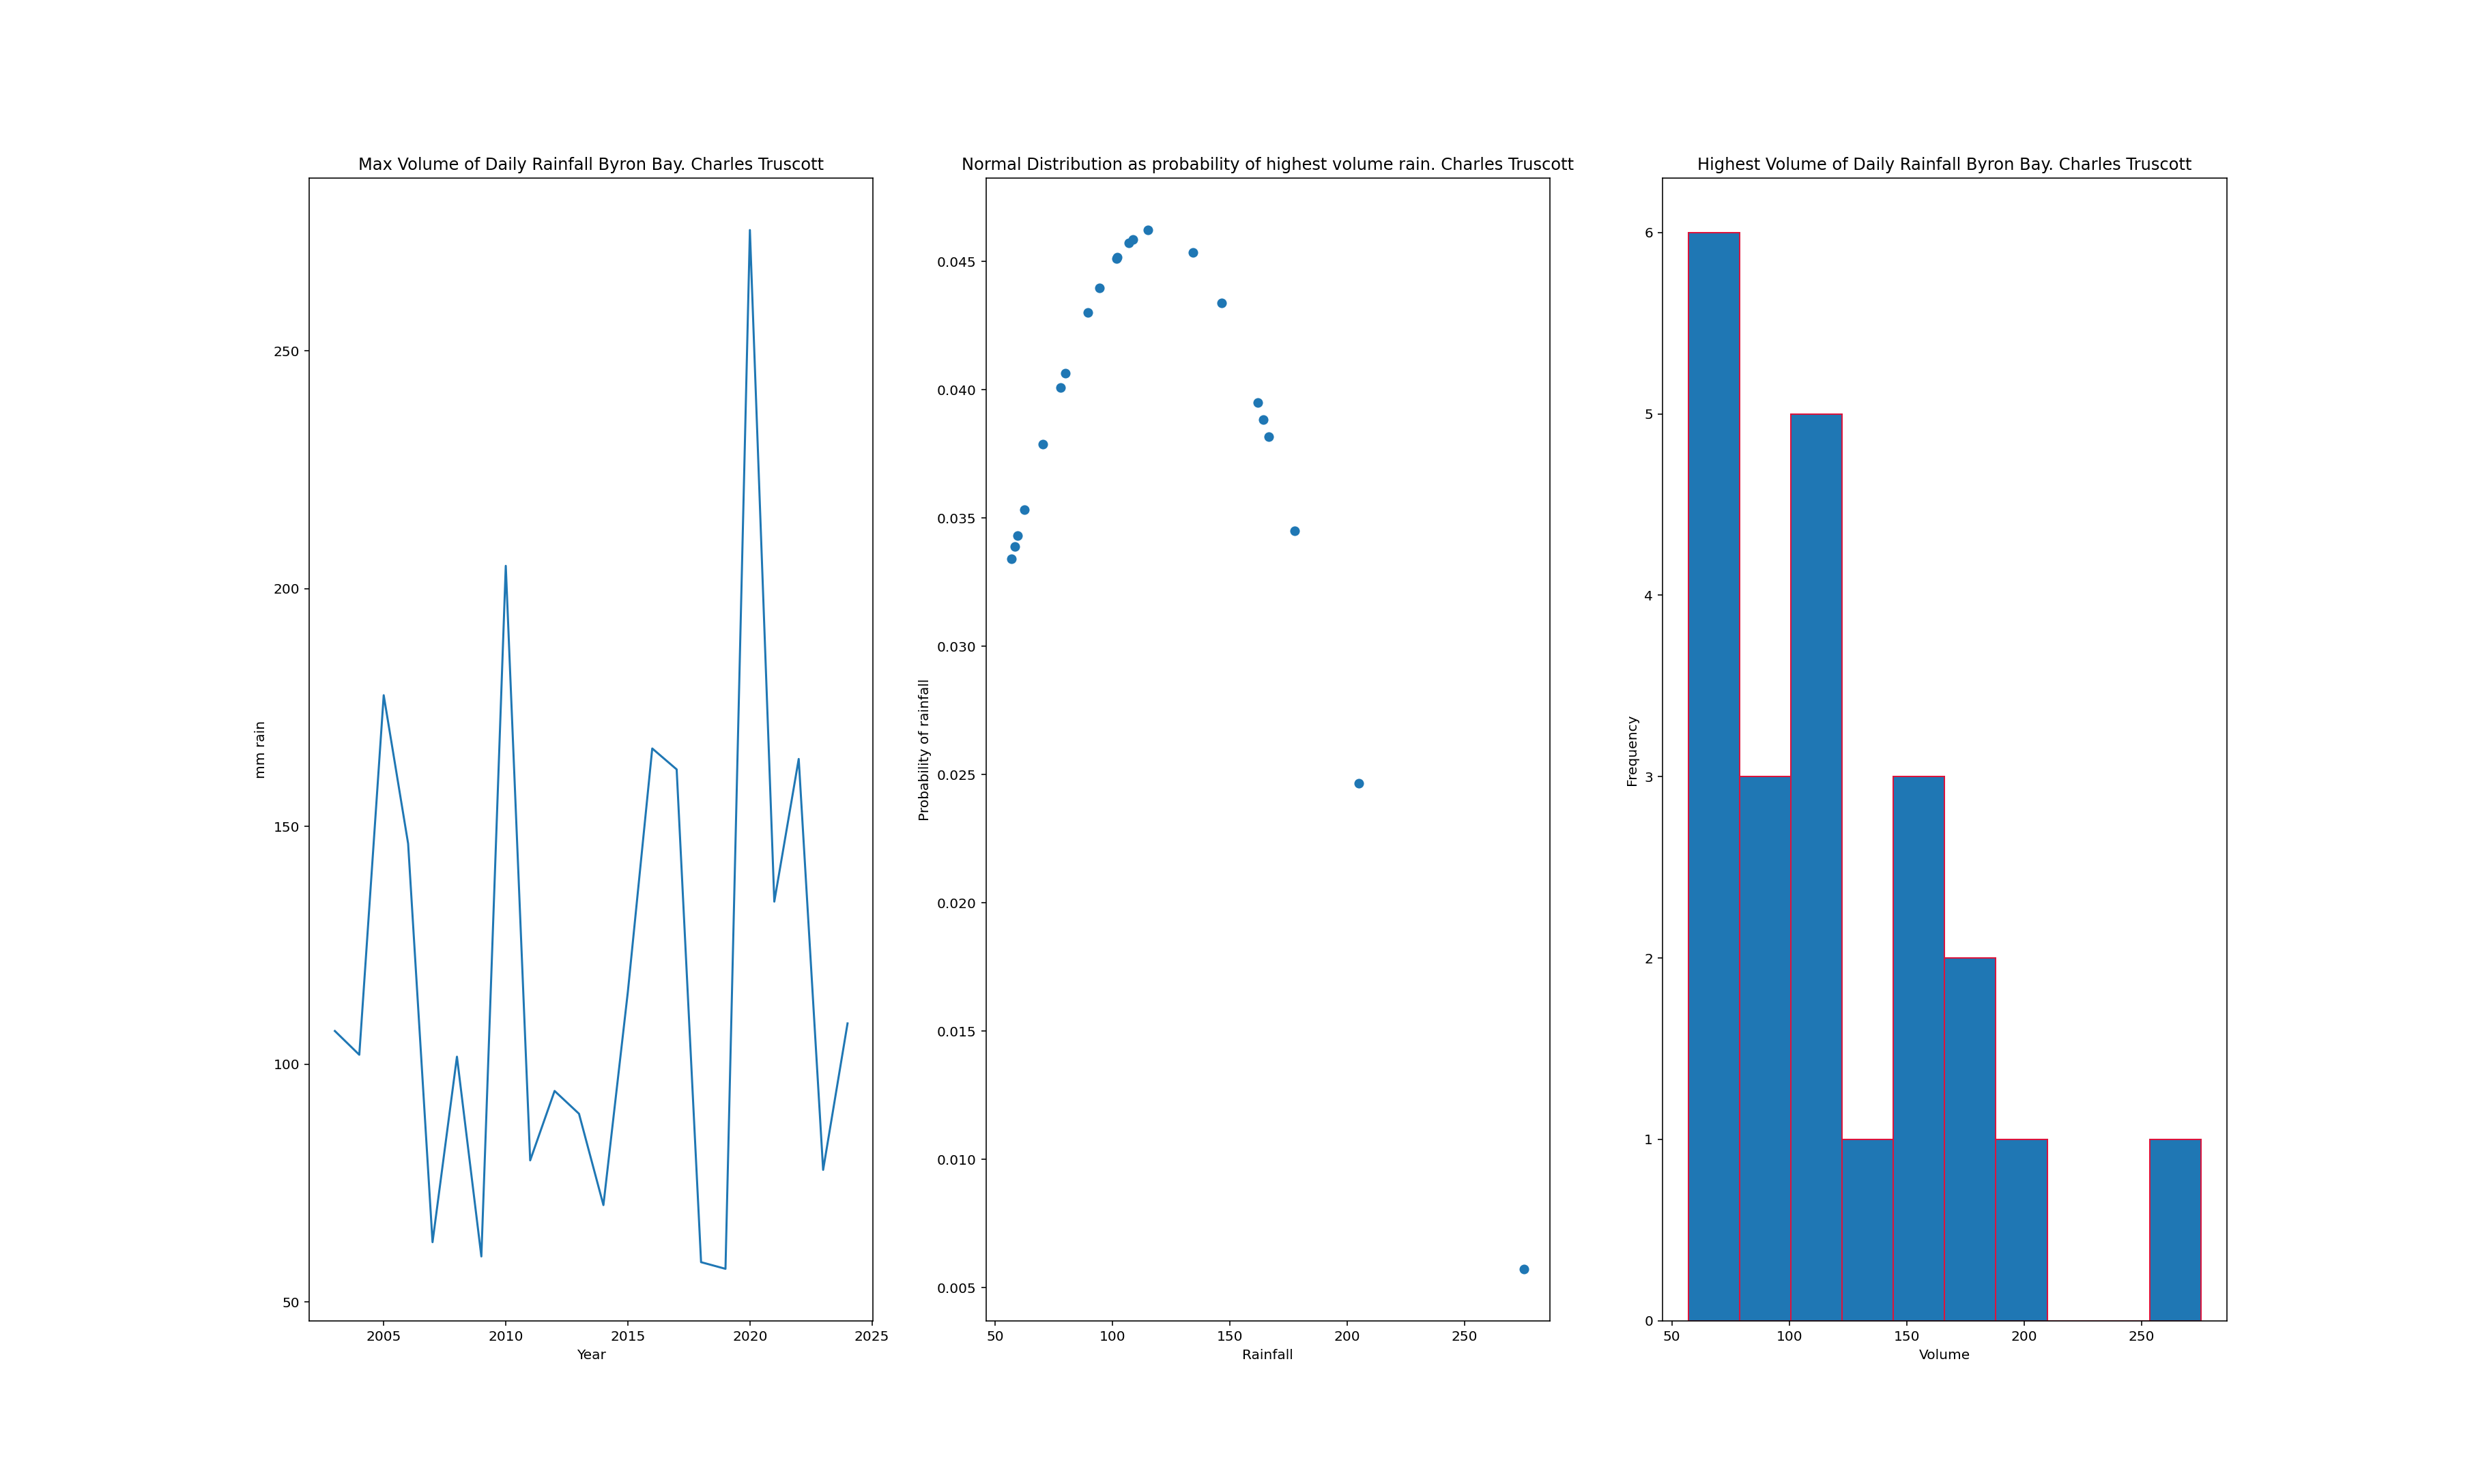 Max Volume of Daily Rainfall Byron Bay. Charles Truscott
mm rain
250
200
150
100
50
2005 2010 2015 2020 2025
Year
Normal Distribution as probability of highest volume rain. Charles Truscott
Probability of rainfall
0.045
0.040
0.035
0.030
0.025
0.020
0.015
0.010
0.005
50 100 150 200 250
Rainfall
Highest Volume of Daily Rainfall Byron Bay. Charles Truscott
Frequency
6
5
4
3
2
1
0
50 100 150 200 250
Volume